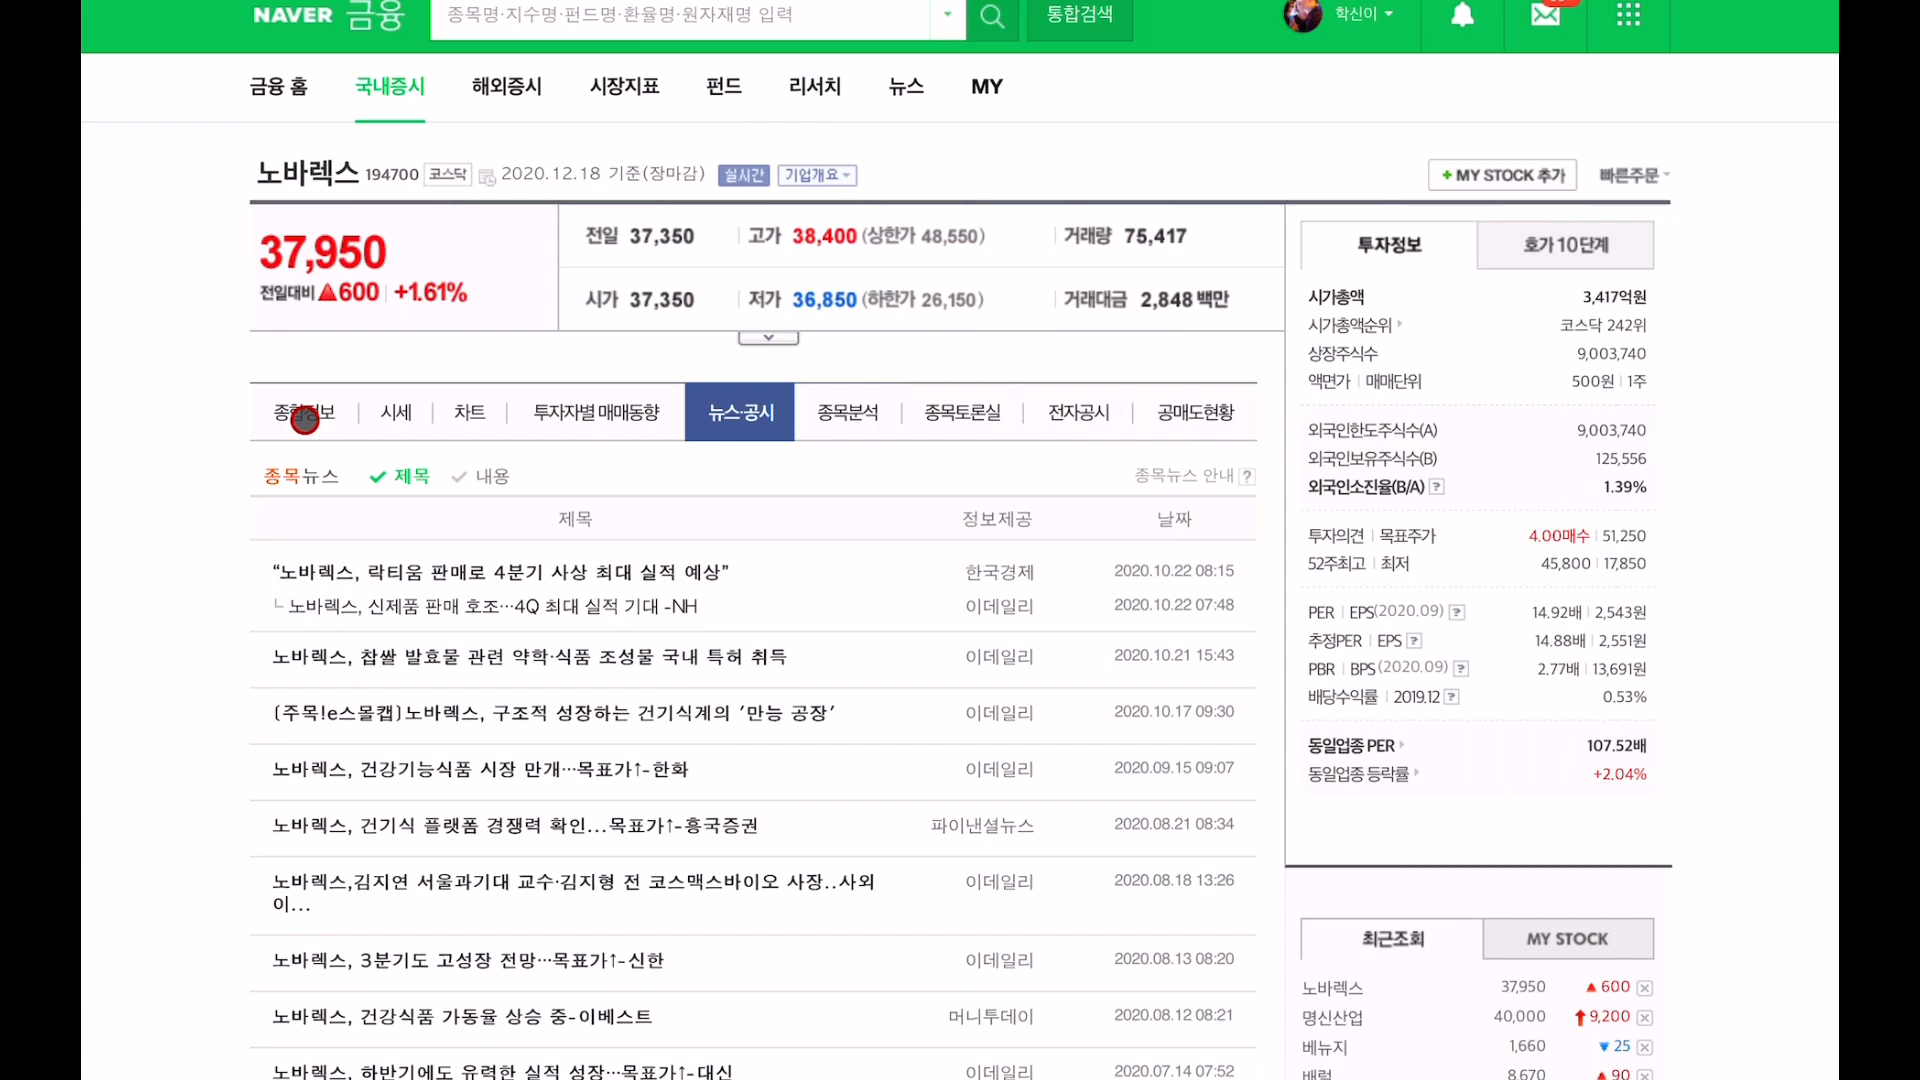 NAVER 금융
종목명·지수명·펀드명·환율명·원자재명 입력
통합검색
학신이
금융 홈 국내증시 해외증시 시장지표 펀드 리서치 뉴스 MY
노바렉스 194700 코스닥 2020.12.18 기준(장마감) 실시간 기업개요
+ MY STOCK 추가 빠른주문
37,950
전일대비 ▲600 +1.61%
전일 37,350 고가 38,400 (상한가 48,550) 거래량 75,417
시가 37,350 저가 36,850 (하한가 26,150) 거래대금 2,848 백만
종합정보 시세 차트 투자자별 매매동향 뉴스·공시 종목분석 종목토론실 전자공시 공매도현황
종목뉴스 제목 내용 종목뉴스 안내 ?
제목 정보제공 날짜
“노바렉스, 락티움 판매로 4분기 사상 최대 실적 예상” 한국경제 2020.10.22 08:15
└ 노바렉스, 신제품 판매 호조…4Q 최대 실적 기대 -NH 이데일리 2020.10.22 07:48
노바렉스, 찹쌀 발효물 관련 약학·식품 조성물 국내 특허 취득 이데일리 2020.10.21 15:43
[주목!e스몰캡]노바렉스, 구조적 성장하는 건기식계의 '만능 공장' 이데일리 2020.10.17 09:30
노바렉스, 건강기능식품 시장 만개…목표가↑-한화 이데일리 2020.09.15 09:07
노바렉스, 건기식 플랫폼 경쟁력 확인...목표가↑-흥국증권 파이낸셜뉴스 2020.08.21 08:34
노바렉스,김지연 서울과기대 교수·김지형 전 코스맥스바이오 사장..사외 이데일리 2020.08.18 13:26
이...
노바렉스, 3분기도 고성장 전망…목표가↑-신한 이데일리 2020.08.13 08:20
노바렉스, 건강식품 가동율 상승 중-이베스트 머니투데이 2020.08.12 08:21
노바렉스, 하반기에도 유력한 실적 성장…목표가↑-대신 이데일리 2020.07.14 07:52
투자정보 호가 10단계
시가총액 3,417억원
시가총액순위 코스닥 242위
상장주식수 9,003,740
액면가 | 매매단위 500원 | 1주
외국인한도주식수(A) 9,003,740
외국인보유주식수(B) 125,556
외국인소진율(B/A) ? 1.39%
투자의견 | 목표주가 4.00매수 | 51,250
52주최고 | 최저 45,800 | 17,850
PER | EPS(2020.09) ? 14.92배 | 2,543원
추정PER | EPS ? 14.88배 | 2,551원
PBR | BPS (2020.09) ? 2.77배 | 13,691원
배당수익률 | 2019.12 ? 0.53%
동일업종 PER 107.52배
동일업종 등락률 +2.04%
최근조회 MY STOCK
노바렉스 37,950 ▲600
명신산업 40,000 ↑9,200
베뉴지 1,660 ▼25
배럴 8,670 ▲90